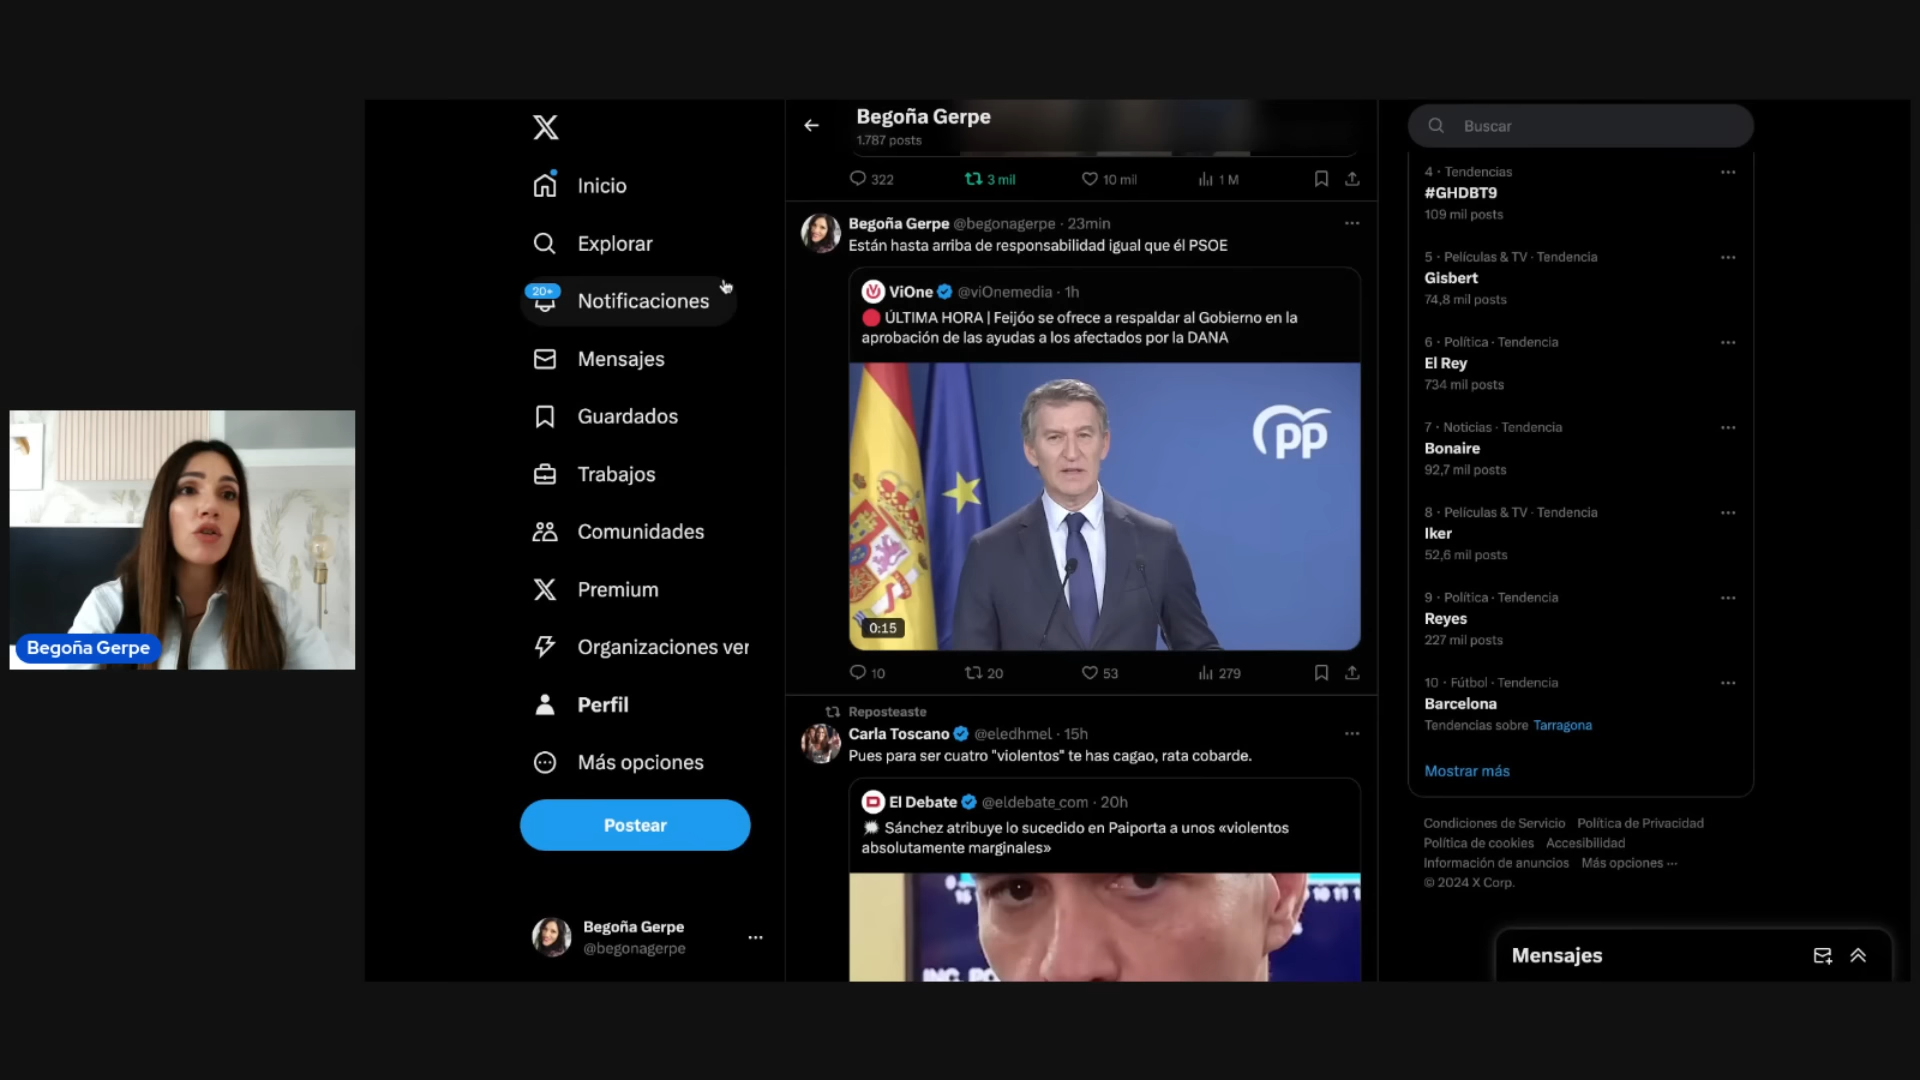 Begoña Gerpe
Inicio
Explorar
20+
Notificaciones
Mensajes
Guardados
Trabajos
Comunidades
Premium
Organizaciones ver
Perfil
Más opciones
Postear
Begoña Gerpe
@begonagerpe
Begoña Gerpe
1.787 posts
322
3 mil
10 mil
1 M
Begoña Gerpe @begonagerpe · 23min
Están hasta arriba de responsabilidad igual que él PSOE
ViOne @viOnemedia · 1h
ÚLTIMA HORA | Feijóo se ofrece a respaldar al Gobierno en la
aprobación de las ayudas a los afectados por la DANA
pp
0:15
10
20
53
279
Reposteaste
Carla Toscano @eledhmel · 15h
Pues para ser cuatro "violentos" te has cagao, rata cobarde.
El Debate @eldebate_com · 20h
Sánchez atribuye lo sucedido en Paiporta a unos «violentos
absolutamente marginales»
Buscar
4 · Tendencias
#GHDBT9
109 mil posts
5 · Películas & TV · Tendencia
Gisbert
74,8 mil posts
6 · Política · Tendencia
El Rey
734 mil posts
7 · Noticias · Tendencia
Bonaire
92,7 mil posts
8 · Películas & TV · Tendencia
Iker
52,6 mil posts
9 · Política · Tendencia
Reyes
227 mil posts
10 · Fútbol · Tendencia
Barcelona
Tendencias sobre Tarragona
Mostrar más
Condiciones de Servicio Política de Privacidad
Política de cookies Accesibilidad
Información de anuncios Más opciones ···
© 2024 X Corp.
Mensajes